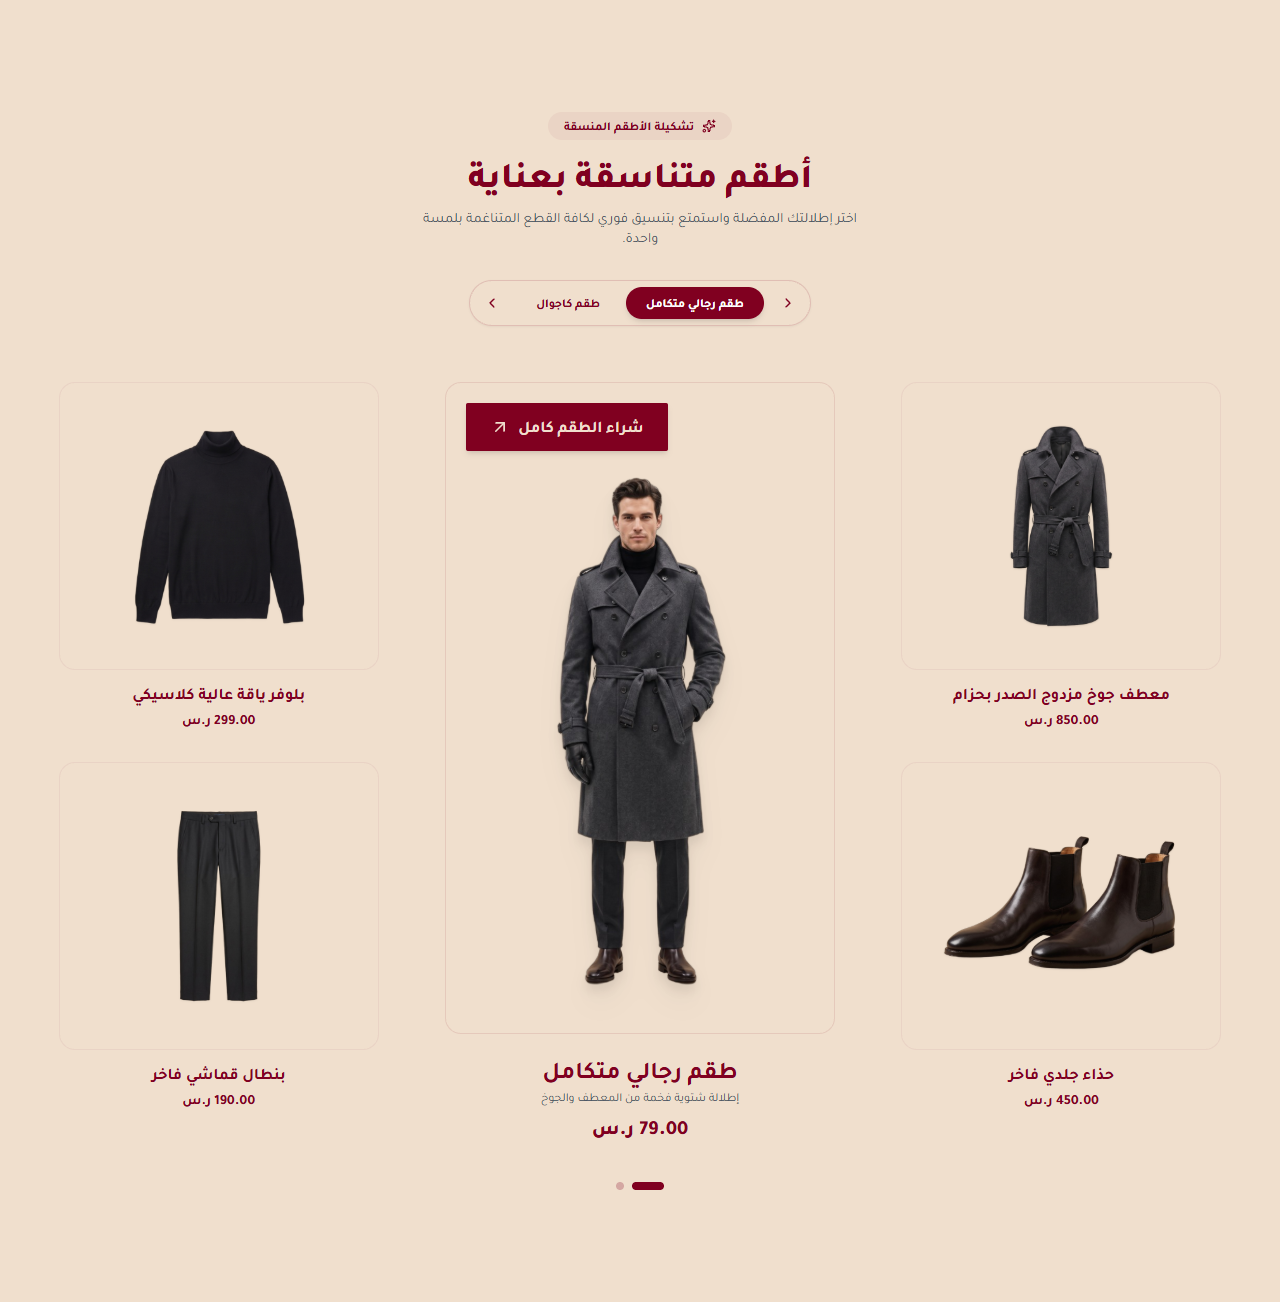 تشكيلة الأطقم المنسقة
أطقم متناسقة بعناية
اختر إطلالتك المفضلة واستمتع بتنسيق فوري لكافة القطع المتناغمة بلمسة
واحدة.
طقم رجالي متكامل
طقم كاجوال
معطف جوخ مزدوج الصدر بحزام
850.00 ر.س
حذاء جلدي فاخر
450.00 ر.س
شراء الطقم كامل
طقم رجالي متكامل
إطلالة شتوية فخمة من المعطف والجوخ
79.00 ر.س
بلوفر ياقة عالية كلاسيكي
299.00 ر.س
بنطال قماشي فاخر
190.00 ر.س